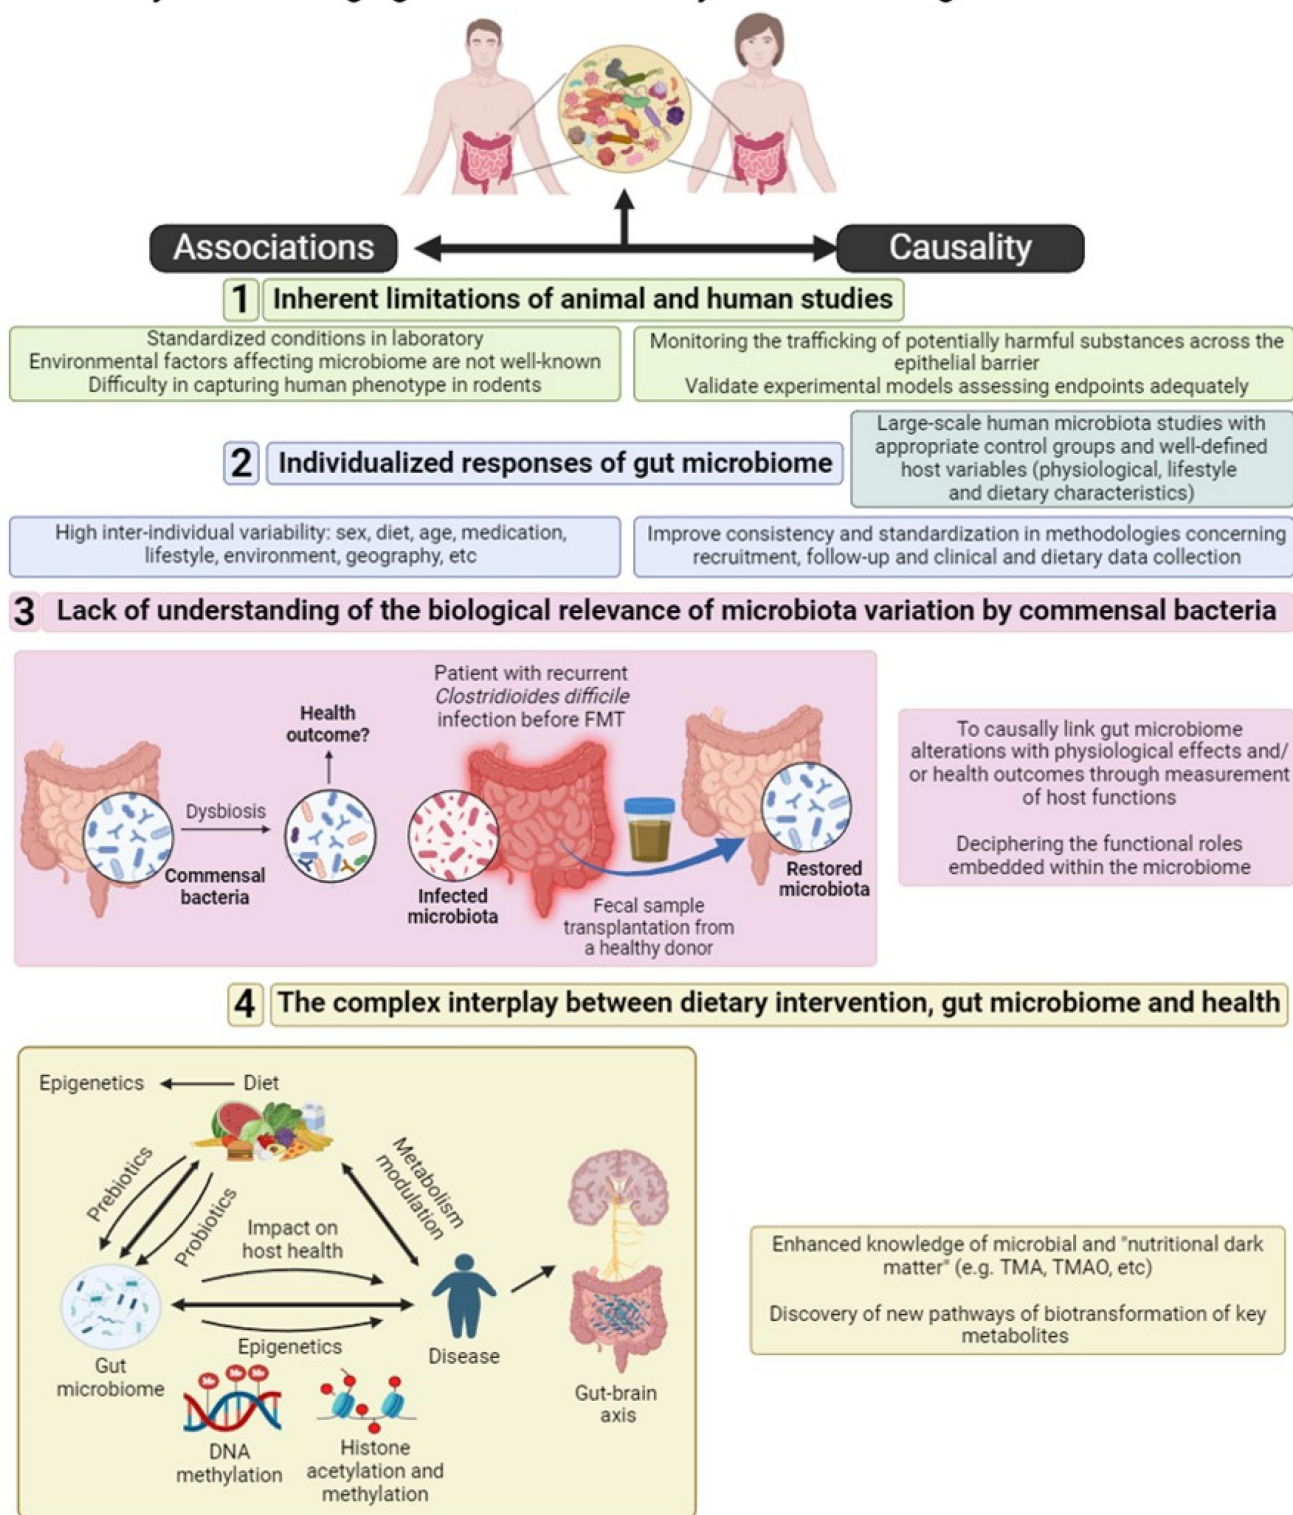 Associations
Causality
1 Inherent limitations of animal and human studies
Standardized conditions in laboratory
Environmental factors affecting microbiome are not well-known
Difficulty in capturing human phenotype in rodents
Monitoring the trafficking of potentially harmful substances across the
epithelial barrier
Validate experimental models assessing endpoints adequately
2 Individualized responses of gut microbiome
Large-scale human microbiota studies with
appropriate control groups and well-defined
host variables (physiological, lifestyle
and dietary characteristics)
High inter-individual variability: sex, diet, age, medication,
lifestyle, environment, geography, etc
Improve consistency and standardization in methodologies concerning
recruitment, follow-up and clinical and dietary data collection
3 Lack of understanding of the biological relevance of microbiota variation by commensal bacteria
Dysbiosis
Commensal
bacteria
Health
outcome?
Patient with recurrent
Clostridioides difficile
infection before FMT
Infected
microbiota
Fecal sample
transplantation from
a healthy donor
Restored
microbiota
To causally link gut microbiome
alterations with physiological effects and/
or health outcomes through measurement
of host functions
Deciphering the functional roles
embedded within the microbiome
4 The complex interplay between dietary intervention, gut microbiome and health
Epigenetics
Diet
Prebiotics
Probiotics
Metabolism
modulation
Impact on
host health
Epigenetics
Gut
microbiome
Disease
Me
Me
Me
DNA
methylation
Histone
acetylation and
methylation
Gut-brain
axis
Enhanced knowledge of microbial and "nutritional dark
matter" (e.g. TMA, TMAO, etc)
Discovery of new pathways of biotransformation of key
metabolites